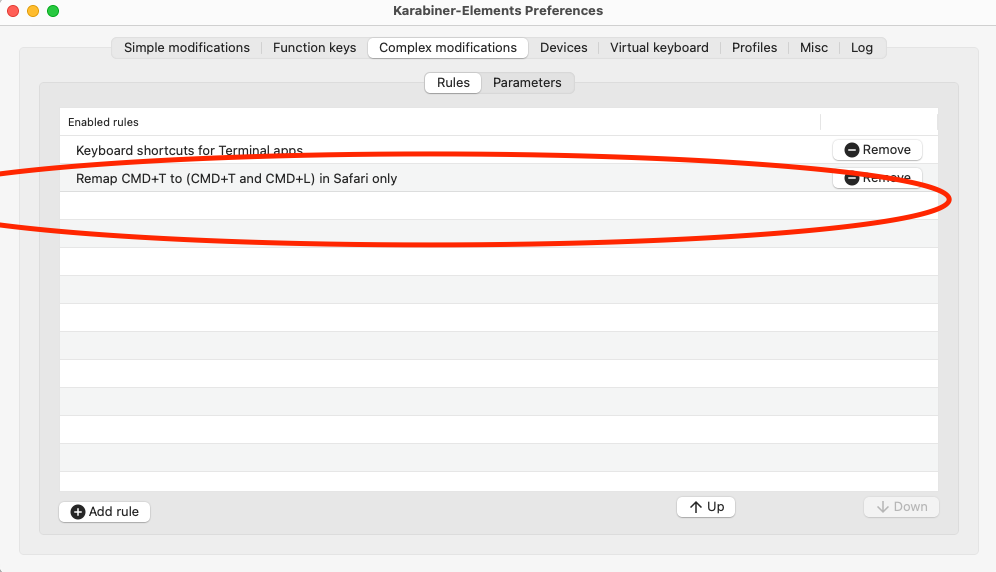 Karabiner-Elements Preferences
Simple modifications Function keys Complex modifications Devices Virtual keyboard Profiles Misc Log
Rules Parameters
Enabled rules
Keyboard shortcuts for Terminal apps Remove
Remap CMD+T to (CMD+T and CMD+L) in Safari only Remove
Add rule Up Down